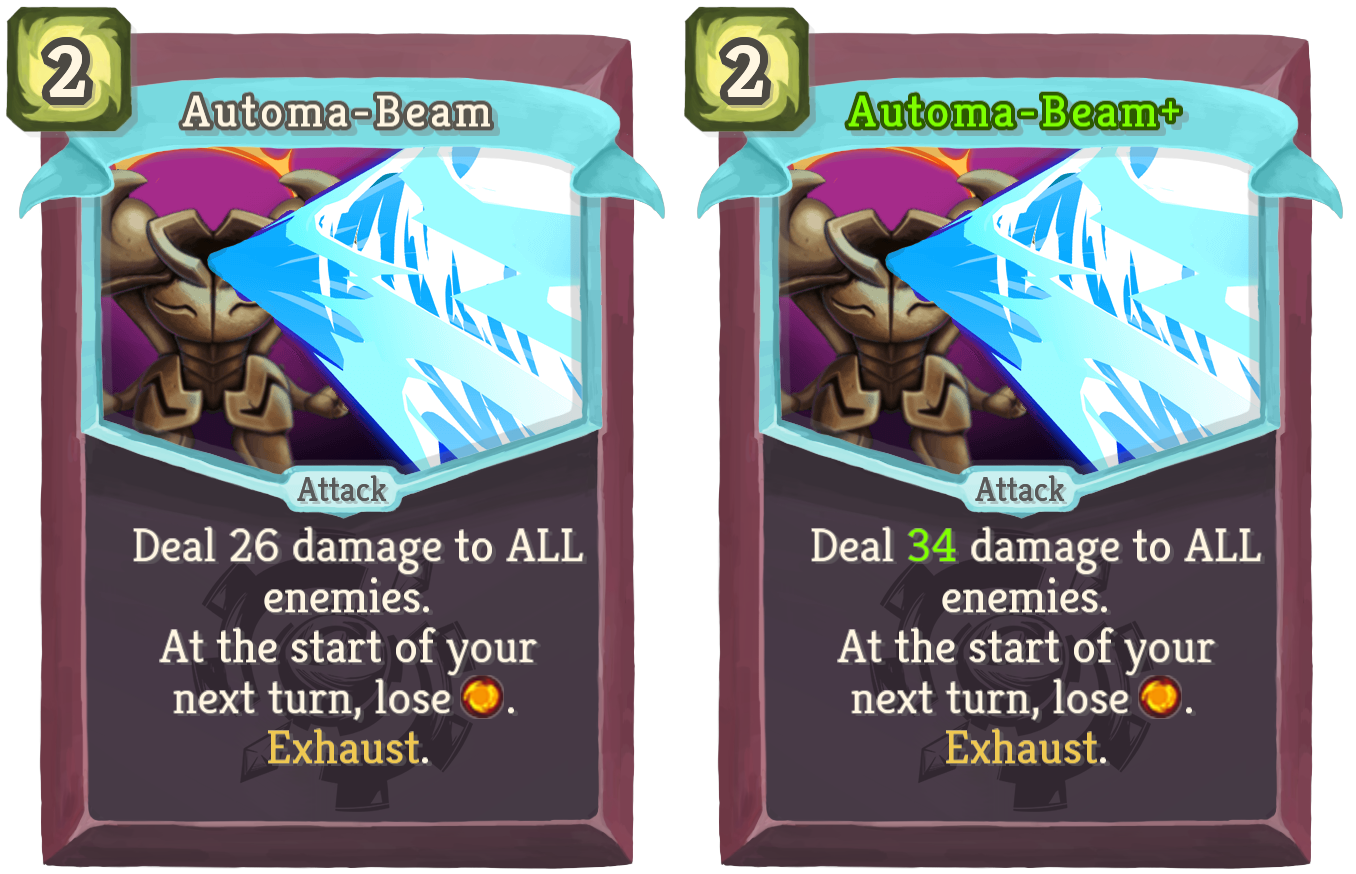 2
Automa-Beam
Attack
Deal 26 damage to ALL
enemies.
At the start of your
next turn, lose .
Exhaust.
2
Automa-Beam+
Attack
Deal 34 damage to ALL
enemies.
At the start of your
next turn, lose .
Exhaust.